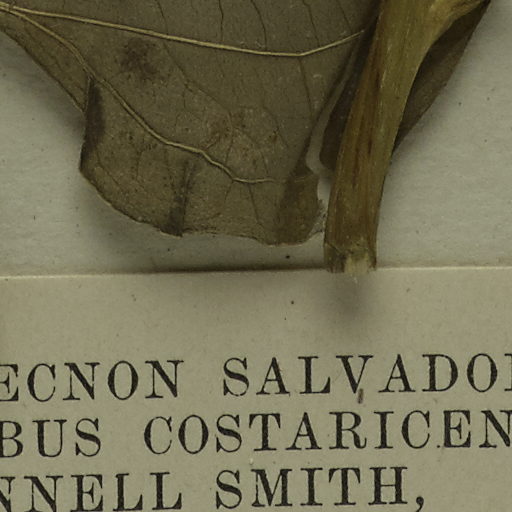 ECNON SALVADO
BUS COSTARICEN
NNELL SMITH,